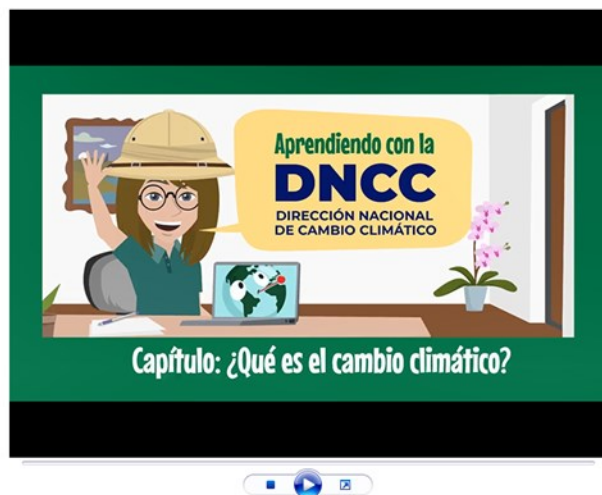 Aprendiendo con la
DNCC
DIRECCIÓN NACIONAL
DE CAMBIO CLIMÁTICO
Capítulo: ¿Qué es el cambio climático?